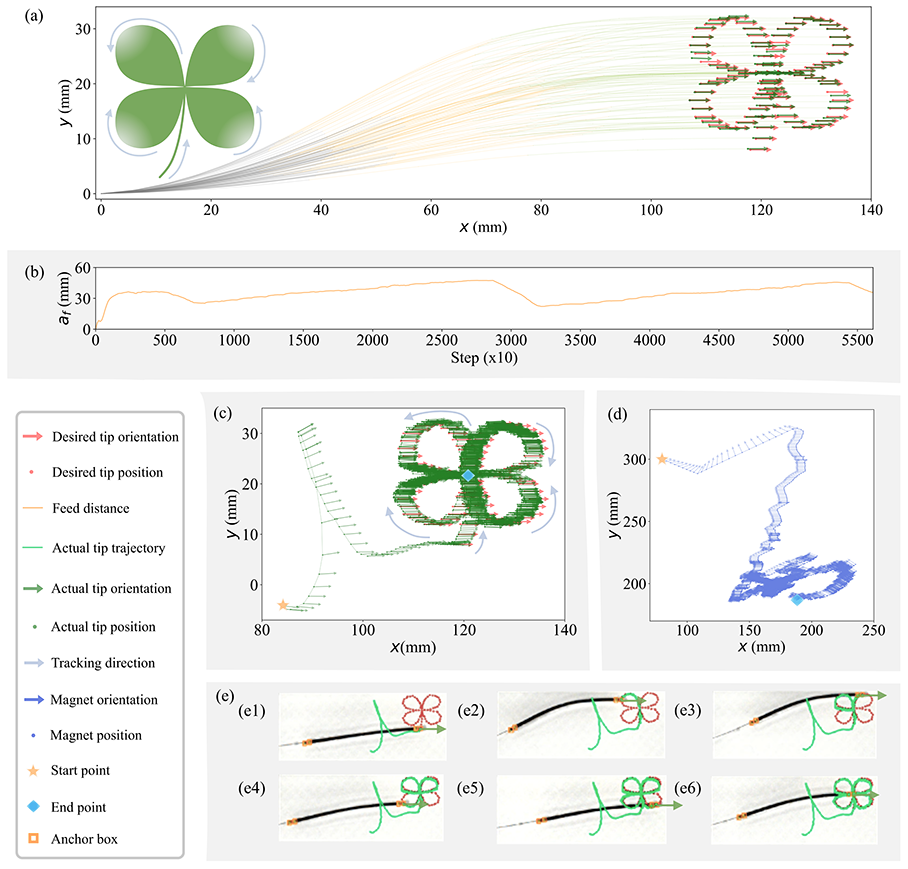 (a)
30
20
10
0
y (mm)
0 20 40 60 80 100 120 140
x (mm)
(b)
60
30
0
a_f (mm)
0 500 1000 1500 2000 2500 3000 3500 4000 4500 5000 5500
Step (x10)
Desired tip orientation
Desired tip position
Feed distance
Actual tip trajectory
Actual tip orientation
Actual tip position
Tracking direction
Magnet orientation
Magnet position
Start point
End point
Anchor box
(c)
30
20
10
0
y (mm)
80 100 120 140
x(mm)
(d)
300
250
200
y (mm)
100 150 200 250
x (mm)
(e)
(e1) (e2) (e3)
(e4) (e5) (e6)